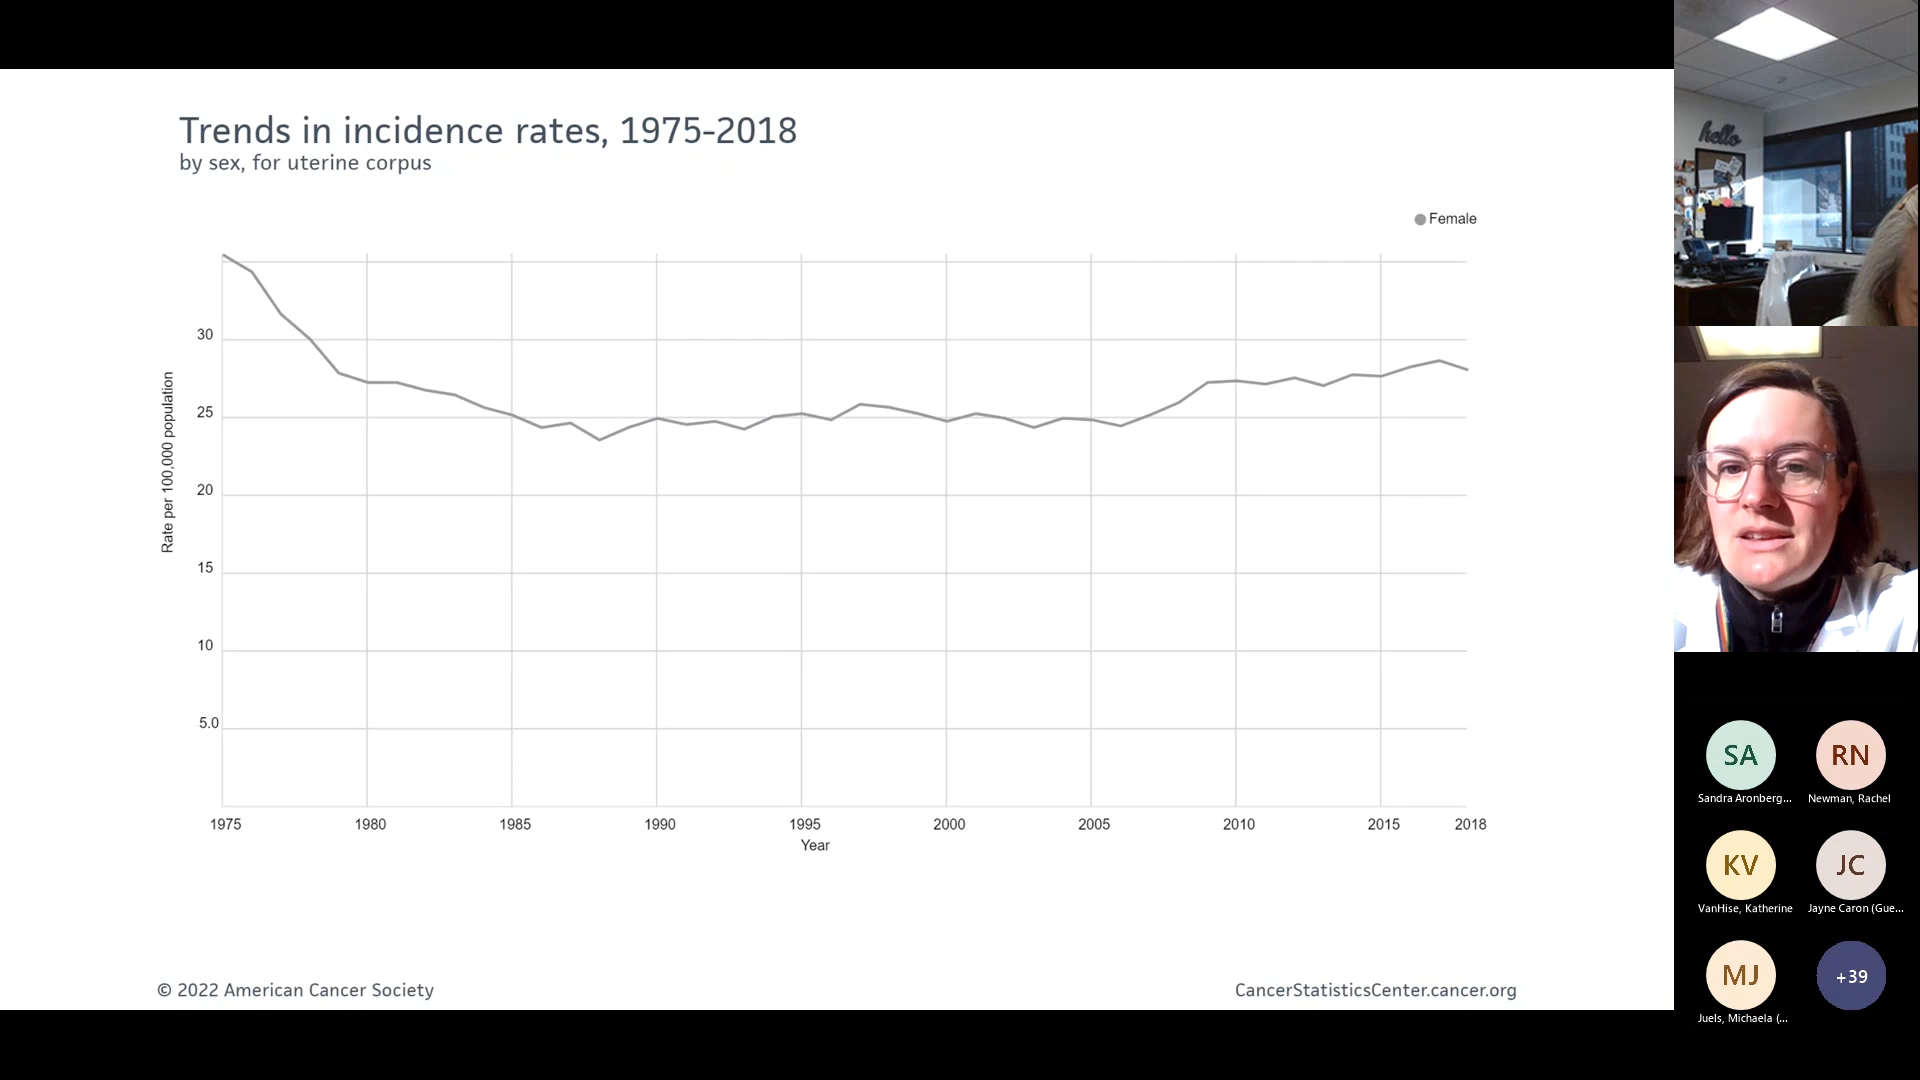 Trends in incidence rates, 1975-2018
by sex, for uterine corpus
Female
30
25
20
15
10
5.0
Rate per 100,000 population
1975 1980 1985 1990 1995 2000 2005 2010 2015 2018
Year
© 2022 American Cancer Society
CancerStatisticsCenter.cancer.org
hello
SA
Sandra Aronberg...
RN
Newman, Rachel
KV
VanHise, Katherine
JC
Jayne Caron (Gue...
MJ
Juels, Michaela (...
+39